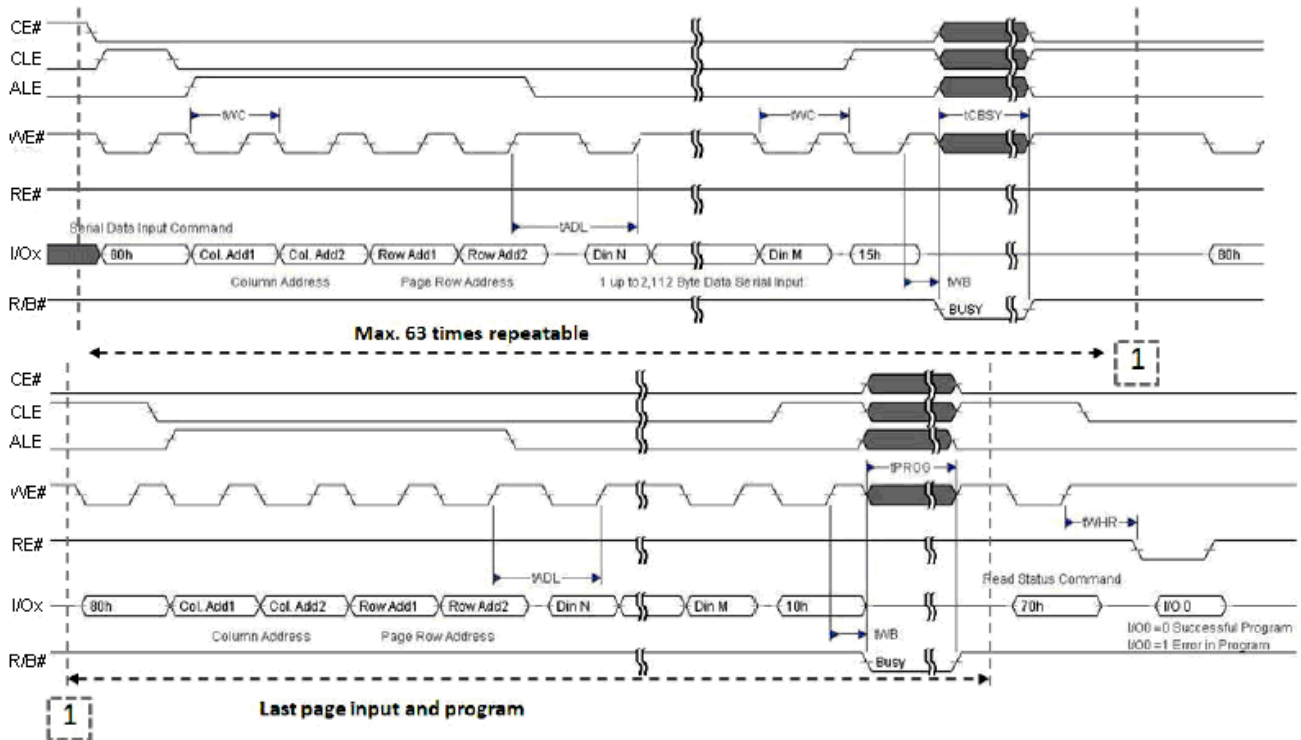 CE#
CLE
ALE
tWC
tWC
tCBSY
WE#
RE#
tADL
Serial Data Input Command
I/Ox
80h
Col. Add1
Col. Add2
Row Add1
Row Add2
Din N
Din M
15h
80h
Column Address
Page Row Address
1 up to 2,112 Byte Data Serial Input
tWB
R/B#
BUSY
Max. 63 times repeatable
1
CE#
CLE
ALE
tPROG
WE#
tWHR
RE#
tADL
Read Status Command
I/Ox
80h
Col. Add1
Col. Add2
Row Add1
Row Add2
Din N
Din M
10h
70h
I/O 0
Column Address
Page Row Address
tWB
I/O0 =0 Successful Program
I/O0 =1 Error in Program
R/B#
Busy
1
Last page input and program